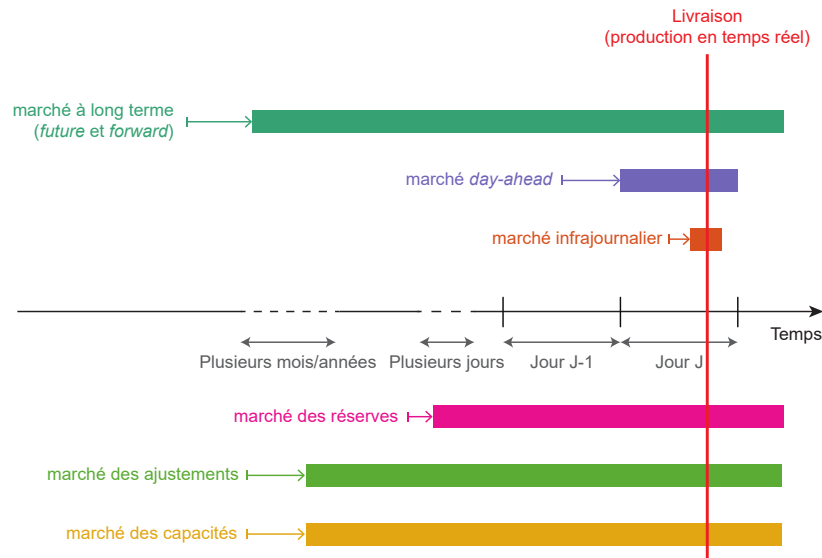 Livraison
(production en temps réel)
marché à long terme
(future et forward)
marché day-ahead
marché infrajournalier
Temps
Plusieurs mois/années
Plusieurs jours
Jour J-1
Jour J
marché des réserves
marché des ajustements
marché des capacités